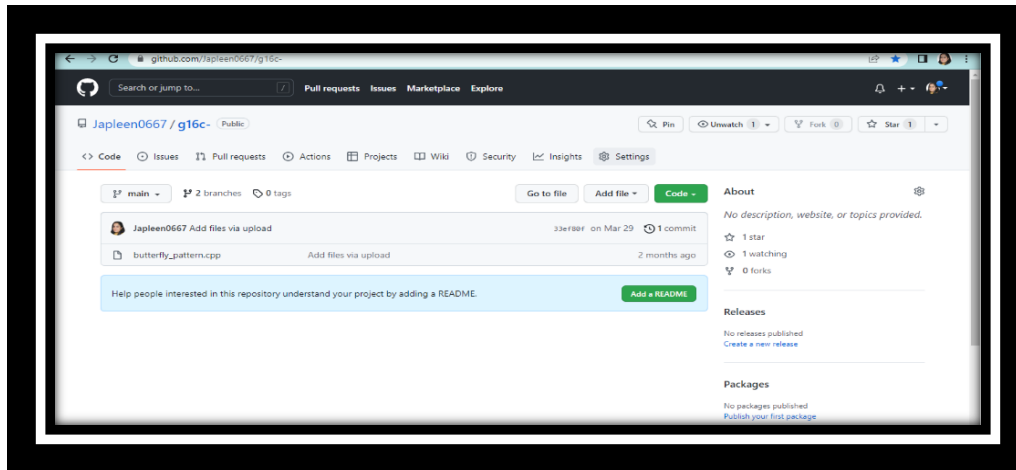 github.com/Japleen0667/g16c-
Search or jump to... / Pull requests Issues Marketplace Explore
Japleen0667 / g16c- Public Pin Unwatch 1 Fork 0 Star 1
<> Code Issues Pull requests Actions Projects Wiki Security Insights Settings
main 2 branches 0 tags Go to file Add file Code
Japleen0667 Add files via upload 33ef80f on Mar 29 1 commit
butterfly_pattern.cpp Add files via upload 2 months ago
Help people interested in this repository understand your project by adding a README. Add a README
About
No description, website, or topics provided.
1 star
1 watching
0 forks
Releases
No releases published
Create a new release
Packages
No packages published
Publish your first package